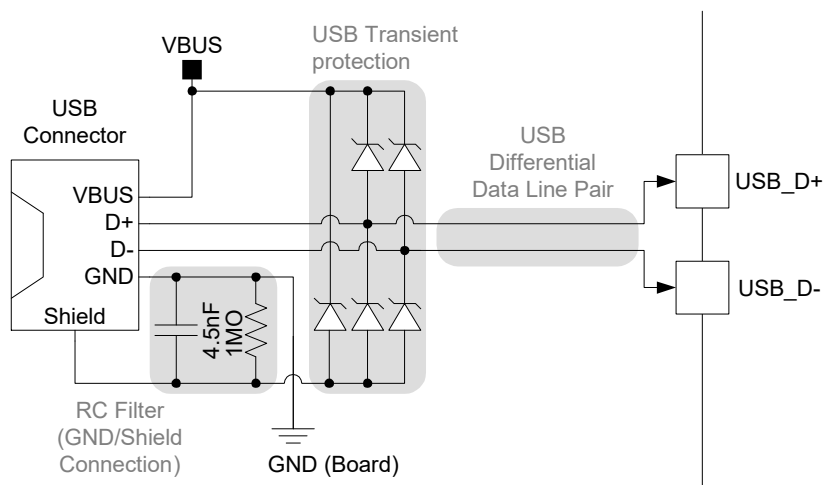 USB Transient
protection
VBUS
USB
Connector
USB
Differential
Data Line Pair
VBUS
D+
D-
GND
Shield
USB_D+
USB_D-
4.5nF
1MO
RC Filter
(GND/Shield
Connection)
GND (Board)